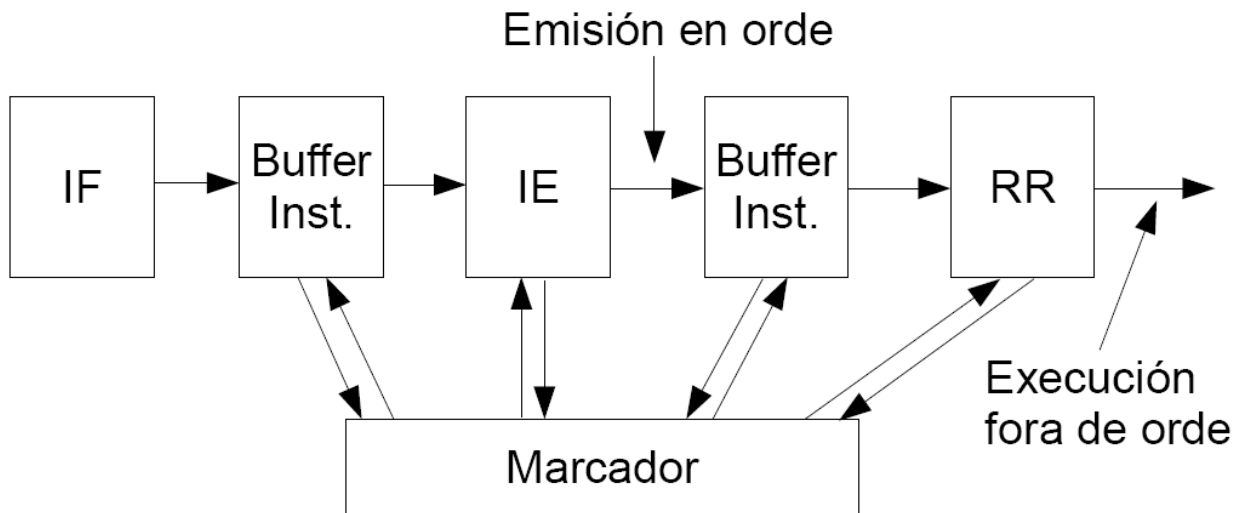 Emisión en orde
IF
Buffer
Inst.
IE
Buffer
Inst.
RR
Execución
fora de orde
Marcador